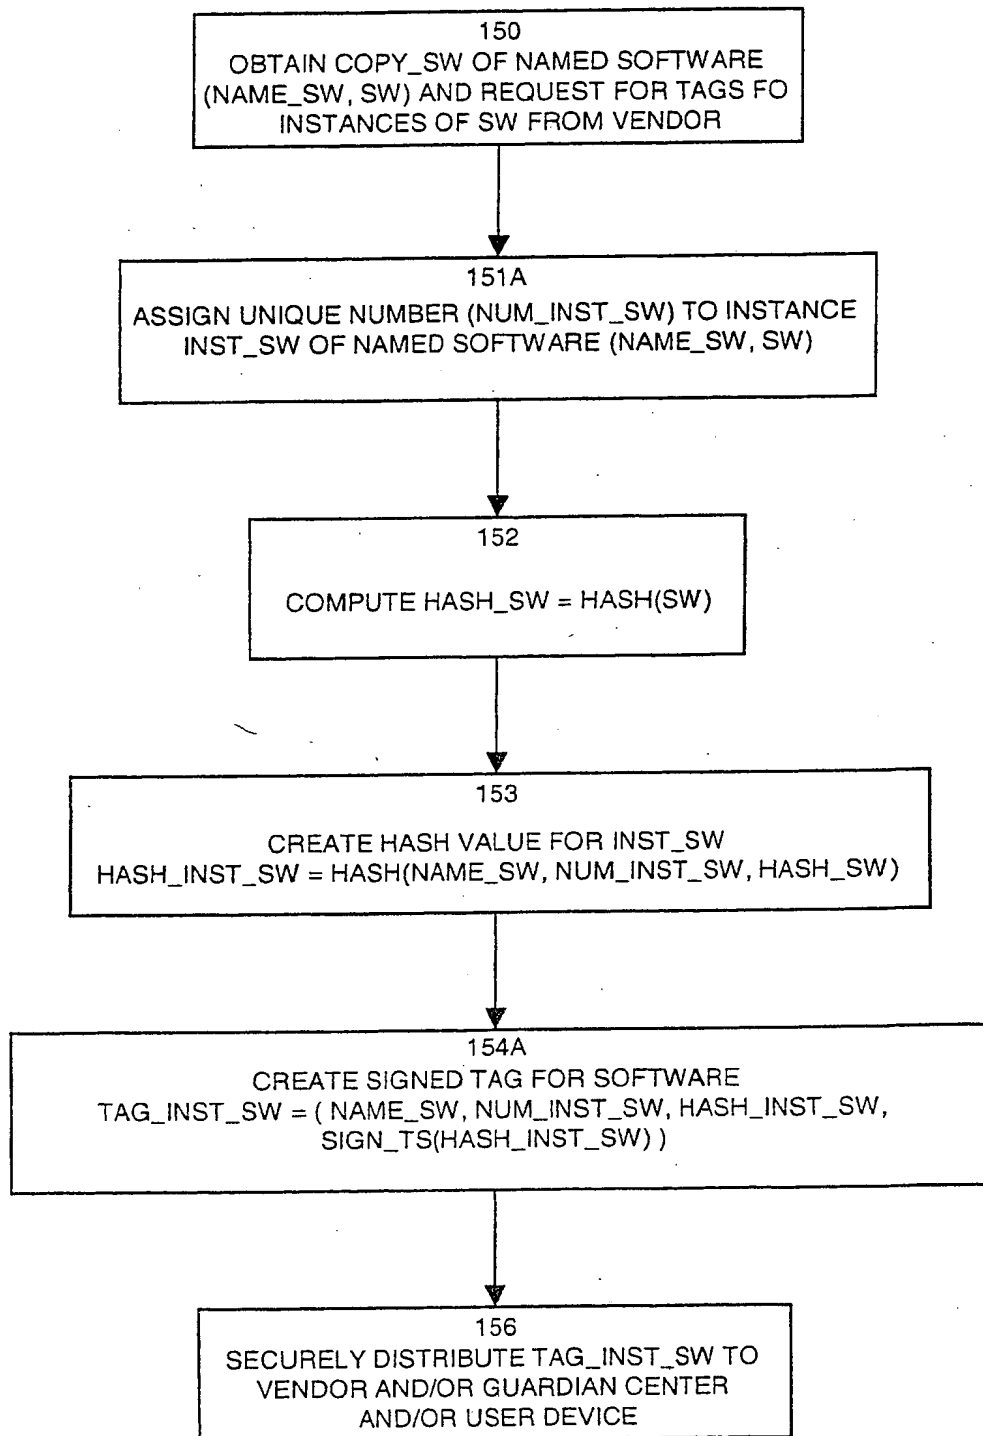 150
OBTAIN COPY_SW OF NAMED SOFTWARE
(NAME_SW, SW) AND REQUEST FOR TAGS FO
INSTANCES OF SW FROM VENDOR
151A
ASSIGN UNIQUE NUMBER (NUM_INST_SW) TO INSTANCE
INST_SW OF NAMED SOFTWARE (NAME_SW, SW)
152
COMPUTE HASH_SW = HASH(SW)
153
CREATE HASH VALUE FOR INST_SW
HASH_INST_SW = HASH(NAME_SW, NUM_INST_SW, HASH_SW)
154A
CREATE SIGNED TAG FOR SOFTWARE
TAG_INST_SW = ( NAME_SW, NUM_INST_SW, HASH_INST_SW,
SIGN_TS(HASH_INST_SW) )
156
SECURELY DISTRIBUTE TAG_INST_SW TO
VENDOR AND/OR GUARDIAN CENTER
AND/OR USER DEVICE